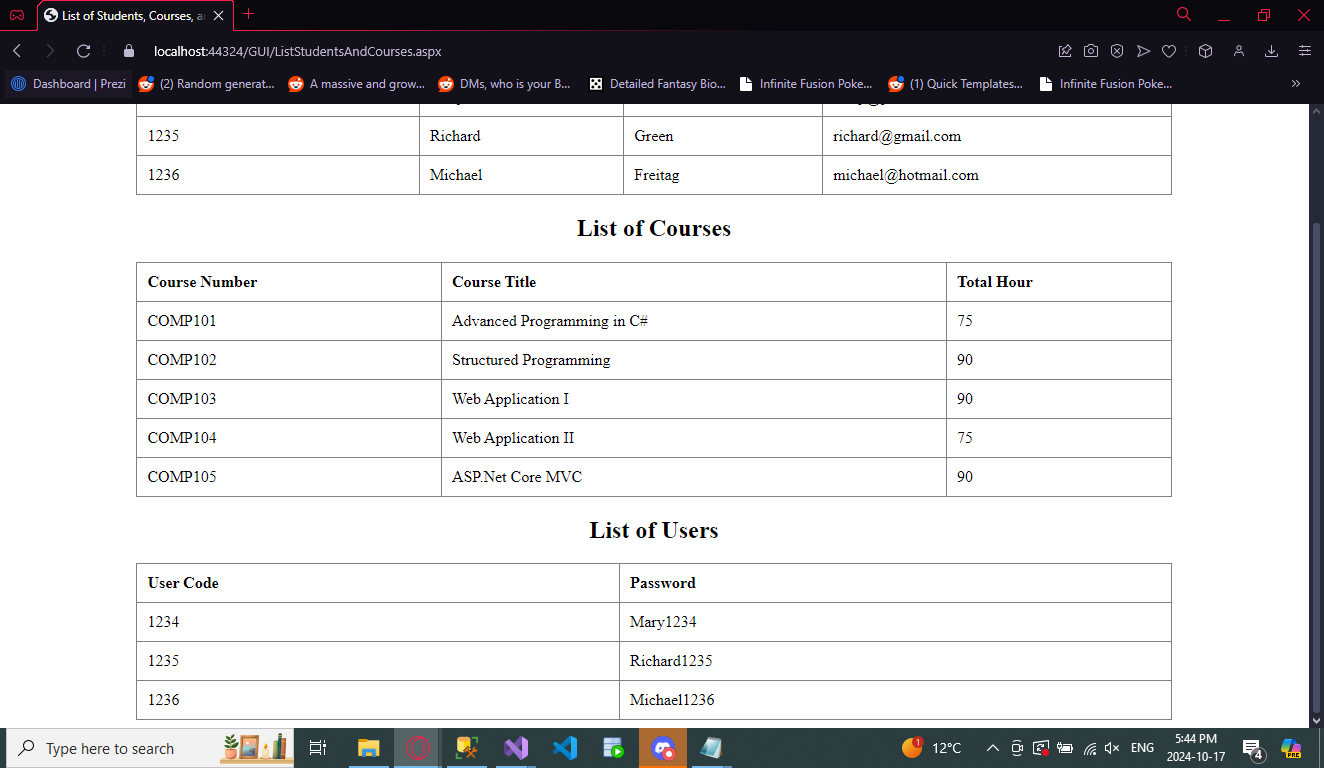 List of Students, Courses, a
localhost:44324/GUI/ListStudentsAndCourses.aspx
Dashboard | Prezi
(2) Random generat...
A massive and grow...
DMs, who is your B...
Detailed Fantasy Bio...
Infinite Fusion Poke...
(1) Quick Templates...
Infinite Fusion Poke...
1235 Richard Green richard@gmail.com
1236 Michael Freitag michael@hotmail.com
List of Courses
Course Number Course Title Total Hour
COMP101 Advanced Programming in C# 75
COMP102 Structured Programming 90
COMP103 Web Application I 90
COMP104 Web Application II 75
COMP105 ASP.Net Core MVC 90
List of Users
User Code Password
1234 Mary1234
1235 Richard1235
1236 Michael1236
Type here to search
1
12°C
ENG
5:44 PM
2024-10-17
4
PRE